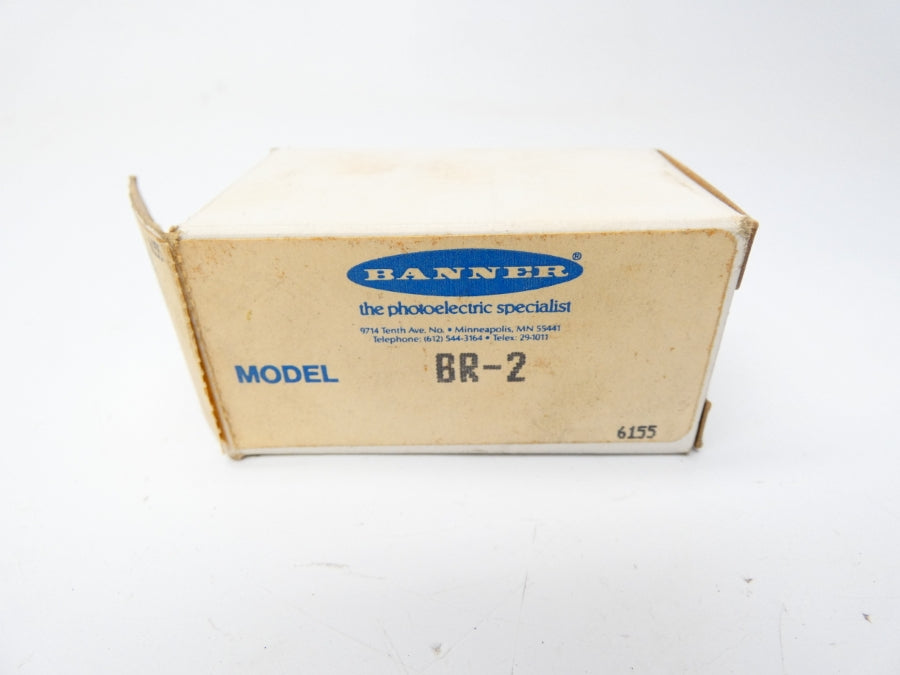 BANNER®
the photoelectric specialist
9714 Tenth Ave. No. • Minneapolis, MN 55441
Telephone: (612) 544-3164 • Telex: 29-1011
MODEL BR-2
6155